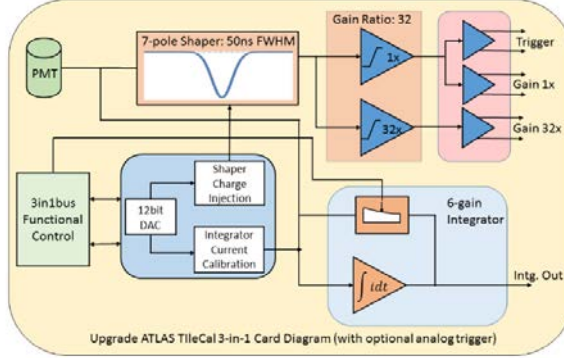 7-pole Shaper: 50ns FWHM
Gain Ratio: 32
PMT
1x
32x
Trigger
Gain 1x
Gain 32x
3in1bus
Functional
Control
12bit
DAC
Shaper
Charge
Injection
Integrator
Current
Calibration
6-gain
Integrator
∫ idt
Intg. Out
Upgrade ATLAS TIleCal 3-in-1 Card Diagram (with optional analog trigger)